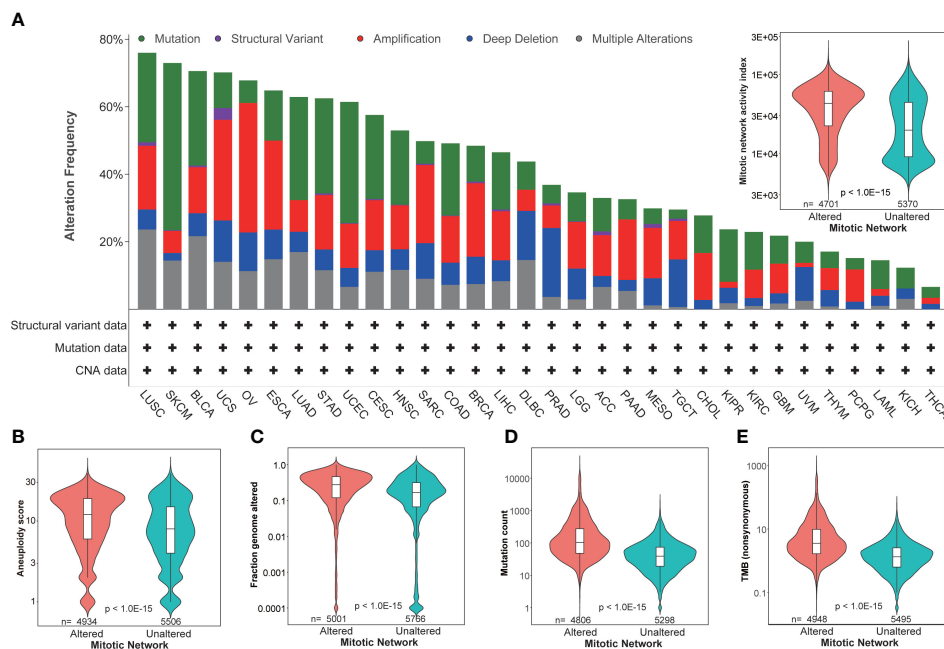 A
Mutation Structural Variant Amplification Deep Deletion Multiple Alterations
Alteration Frequency
80%
60%
40%
20%
Structural variant data
Mutation data
CNA data
LUSC SKCM BLCA UCS OV ESCA LUAD STAD UCEC CESC HNSC SARC COAD BRCA LIHC DLBC PRAD LGG ACC PAAD MESO TGCT CHOL KIPR KIRC GBM UVM THYM PCPG LAML KICH THCA
Mitotic network activity index
3E+05
1E+05
3E+04
1E+04
3E+03
p < 1.0E-15
n= 4701 5370
Altered Unaltered
Mitotic Network
B
Aneuploidy score
30
10
3
1
p < 1.0E-15
n= 4934 5506
Altered Unaltered
Mitotic Network
C
Fraction genome altered
1.0
0.1
0.01
0.0001
p < 1.0E-15
n= 5001 5766
Altered Unaltered
Mitotic Network
D
Mutation count
10000
1000
100
10
1
p < 1.0E-15
n= 4806 5298
Altered Unaltered
Mitotic Network
E
TMB (nonsynonymous)
1000
10
0.1
p < 1.0E-15
n= 4948 5495
Altered Unaltered
Mitotic Network